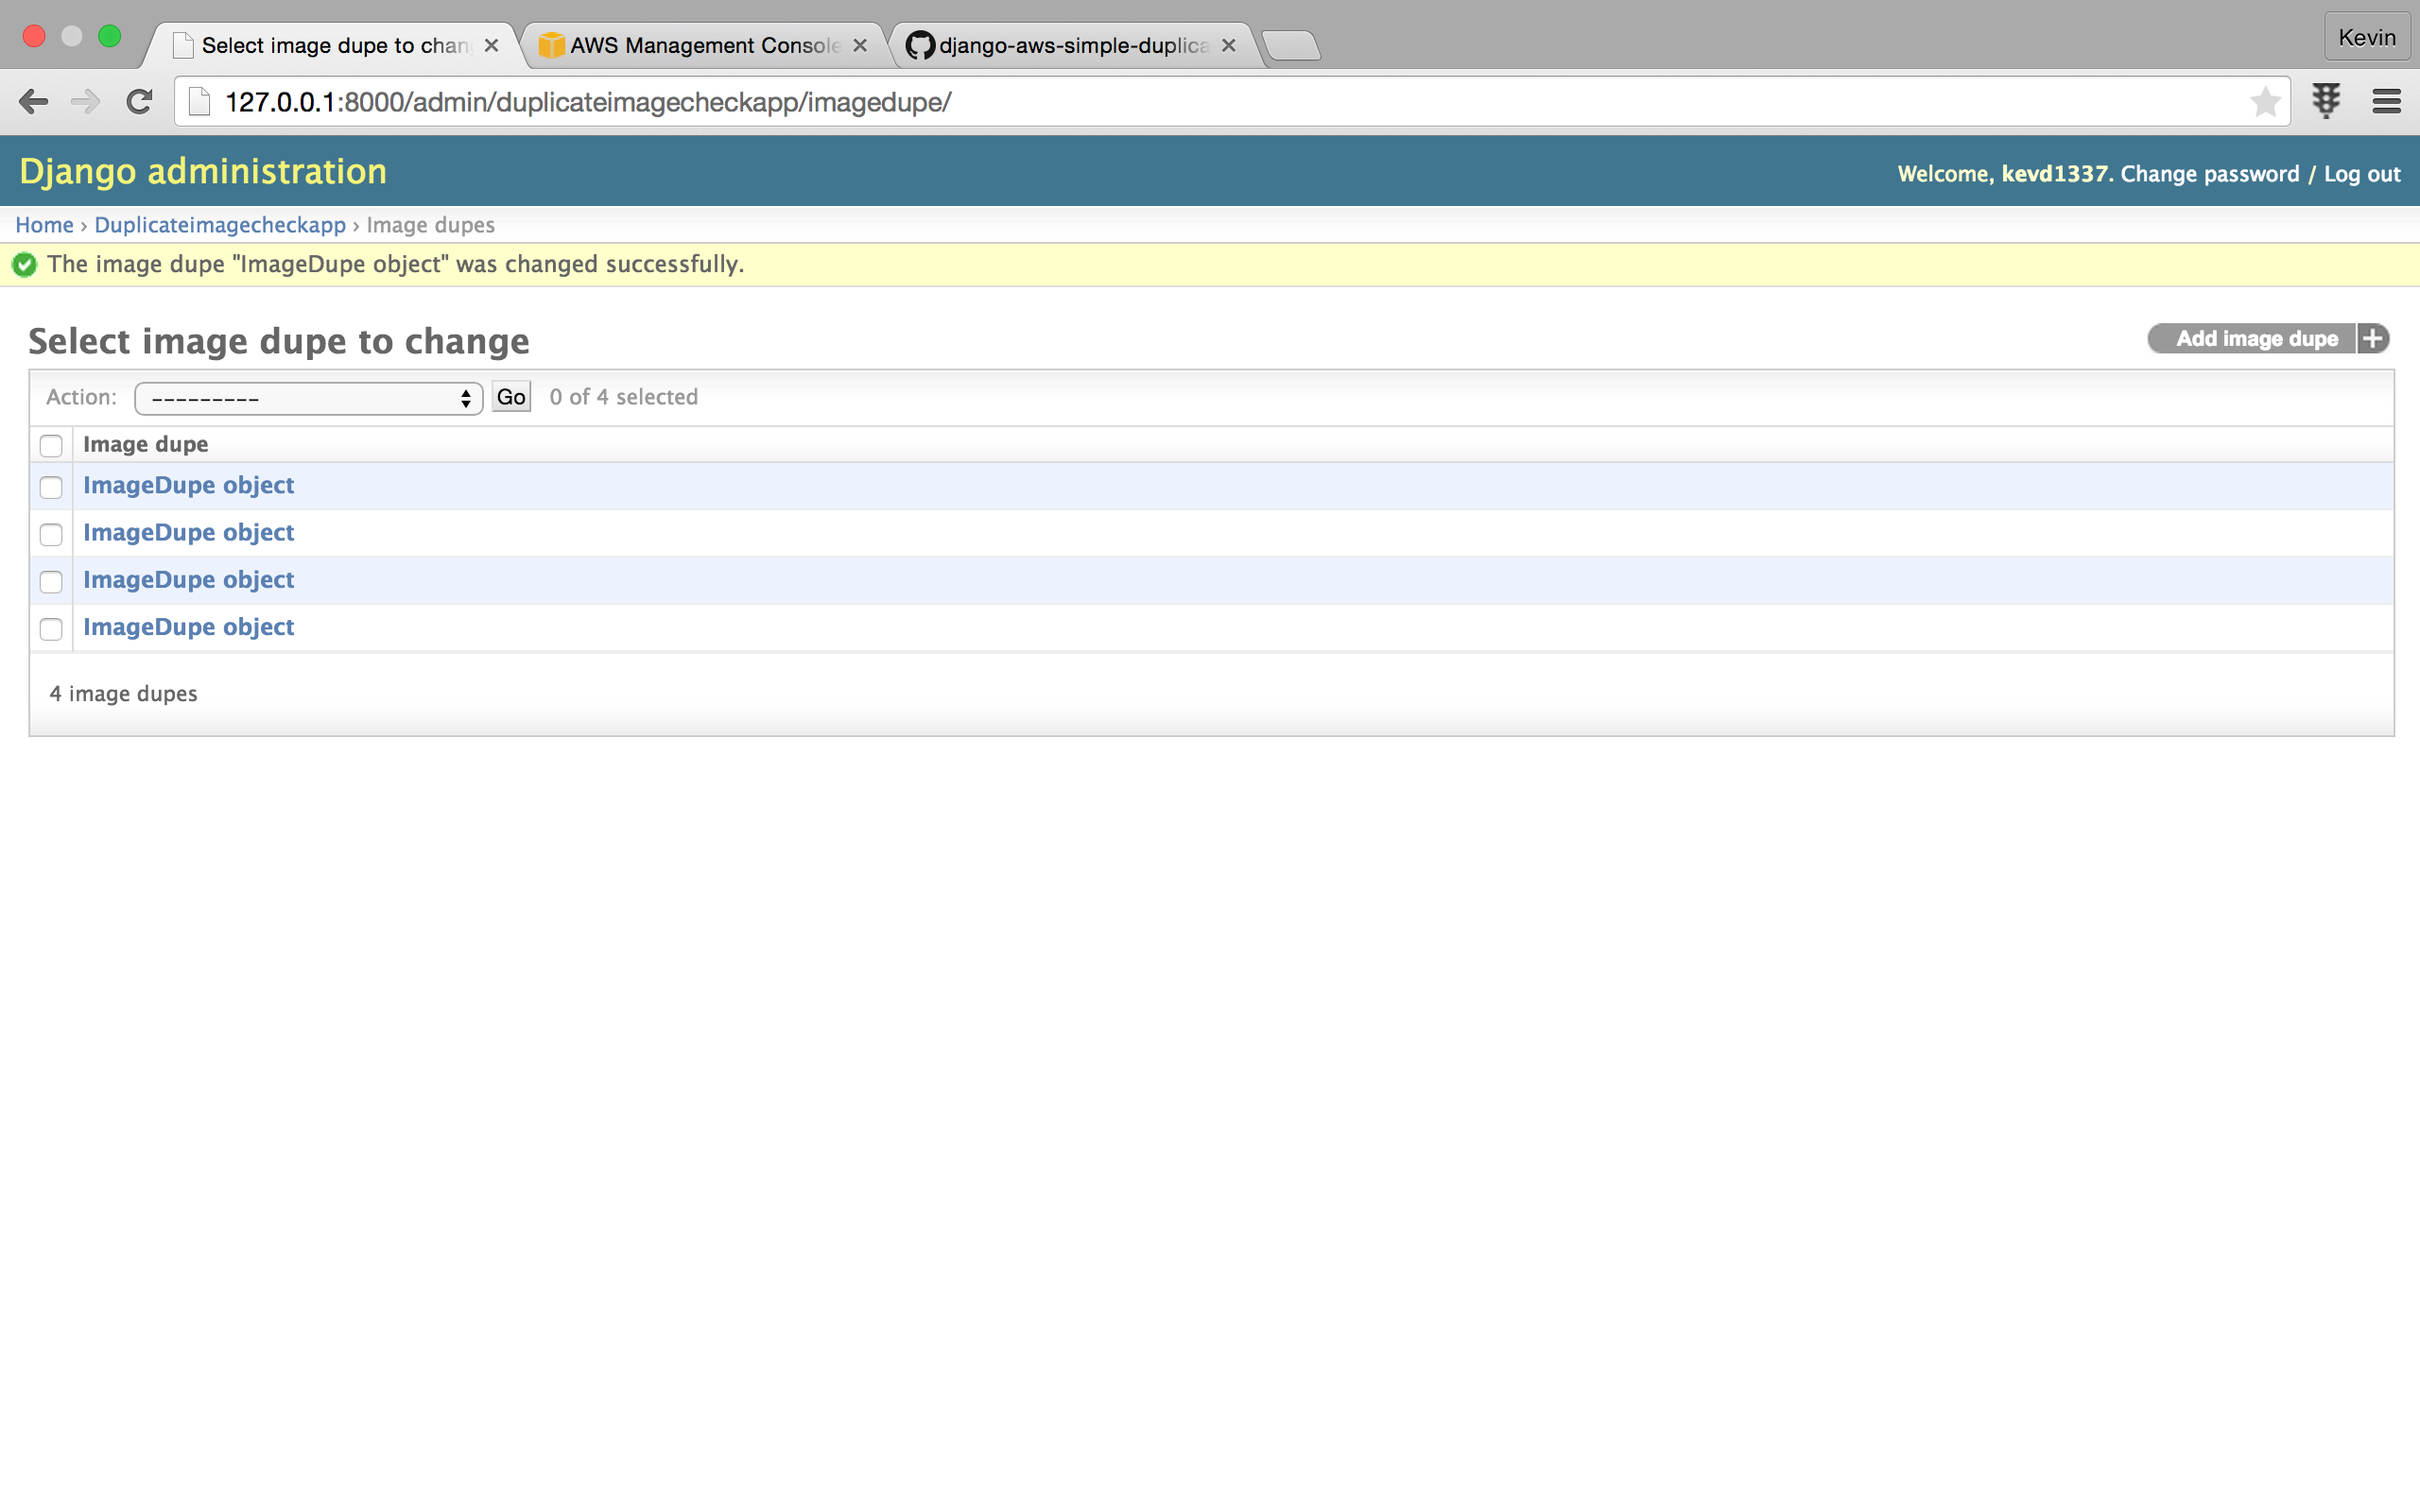 Select image dupe to chan
AWS Management Console
django-aws-simple-duplica
Kevin
127.0.0.1:8000/admin/duplicateimagecheckapp/imagedupe/
Django administration
Welcome, kevd1337. Change password / Log out
Home › Duplicateimagecheckapp › Image dupes
The image dupe "ImageDupe object" was changed successfully.
Select image dupe to change
Add image dupe +
Action: --------- Go 0 of 4 selected
Image dupe
ImageDupe object
ImageDupe object
ImageDupe object
ImageDupe object
4 image dupes